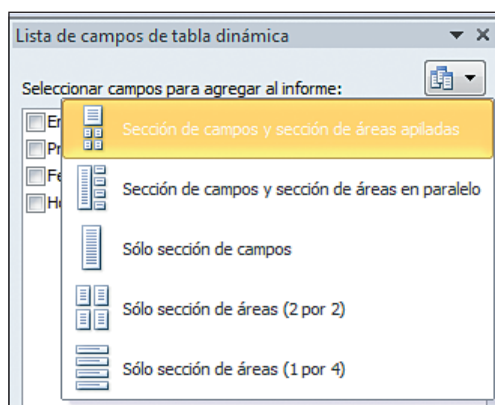 Lista de campos de tabla dinámica
Seleccionar campos para agregar al informe:
Sección de campos y sección de áreas apiladas
Sección de campos y sección de áreas en paralelo
Sólo sección de campos
Sólo sección de áreas (2 por 2)
Sólo sección de áreas (1 por 4)